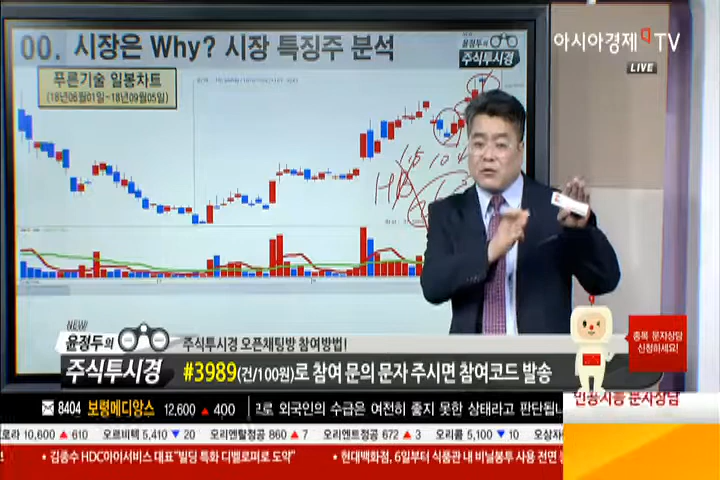 00. 시장은 Why? 시장 특징주 분석
윤정두의
주식투시경
아시아경제 TV
LIVE
푸른기술 일봉차트
(18년06월01일~18년09월05일)
NEW!
윤정두의
주식투시경
주식투시경 오픈채팅방 참여방법!
#3989(건/100원)로 참여 문의 문자 주시면 참여코드 발송
종목 문자상담
신청하세요!
8404 보령메디앙스 12,600 ▲ 400
으로 외국인의 수급은 여전히 좋지 못한 상태라고 판단됩니
로라 10,600 ▲ 610 오르비텍 5,410 ▼ 20 오리엔탈정공 860 ▲ 7 오리엔트정공 672 ▲ 3 오리콤 5,100 ▼ 10 오상자
• 김종수 HDC아이서비스 대표“빌딩 특화 디벨로퍼로 도약” • 현대백화점, 6일부터 식품관 내 비닐봉투 사용 전면